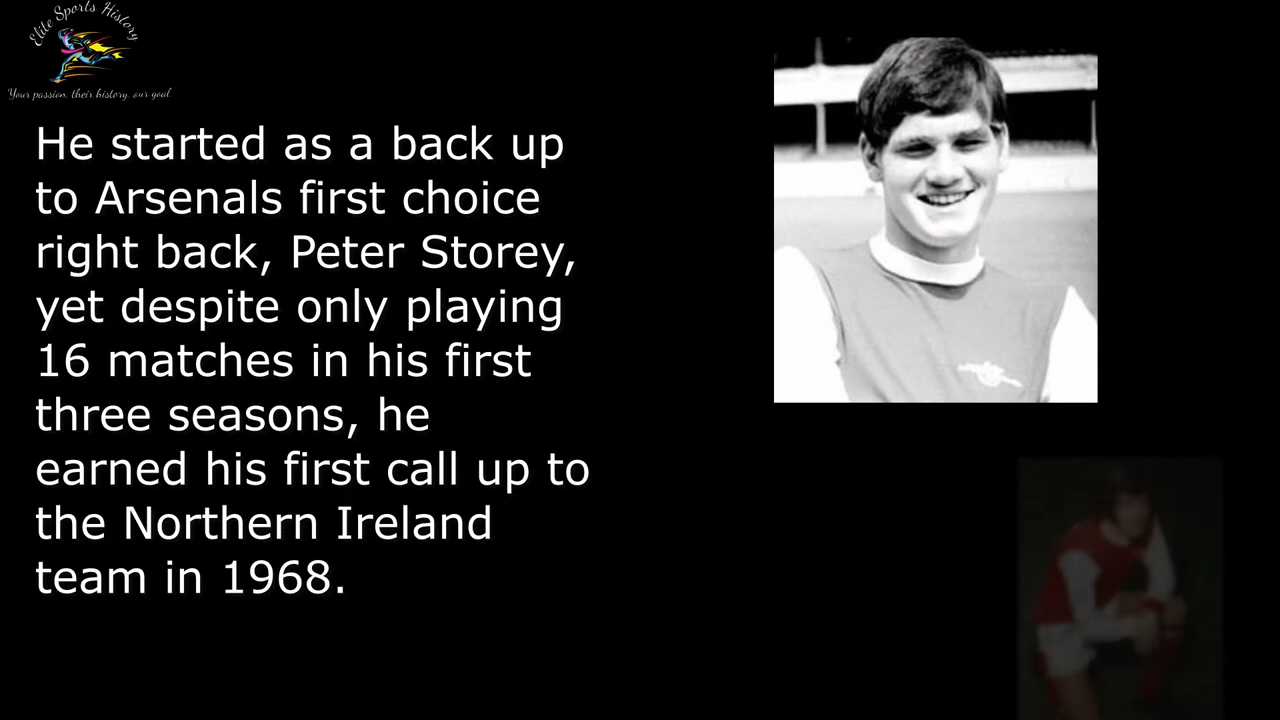 Elite Sports History
Your passion, their history, our goal
He started as a back up
to Arsenals first choice
right back, Peter Storey,
yet despite only playing
16 matches in his first
three seasons, he
earned his first call up to
the Northern Ireland
team in 1968.